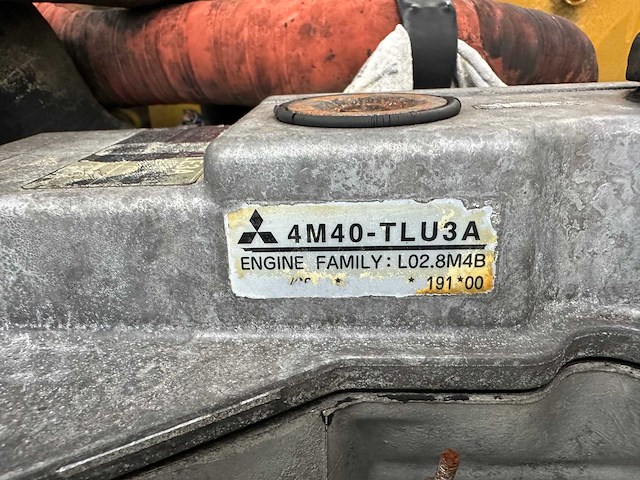 4M40-TLU3A
ENGINE FAMILY: L02.8M4B
* * 191*00